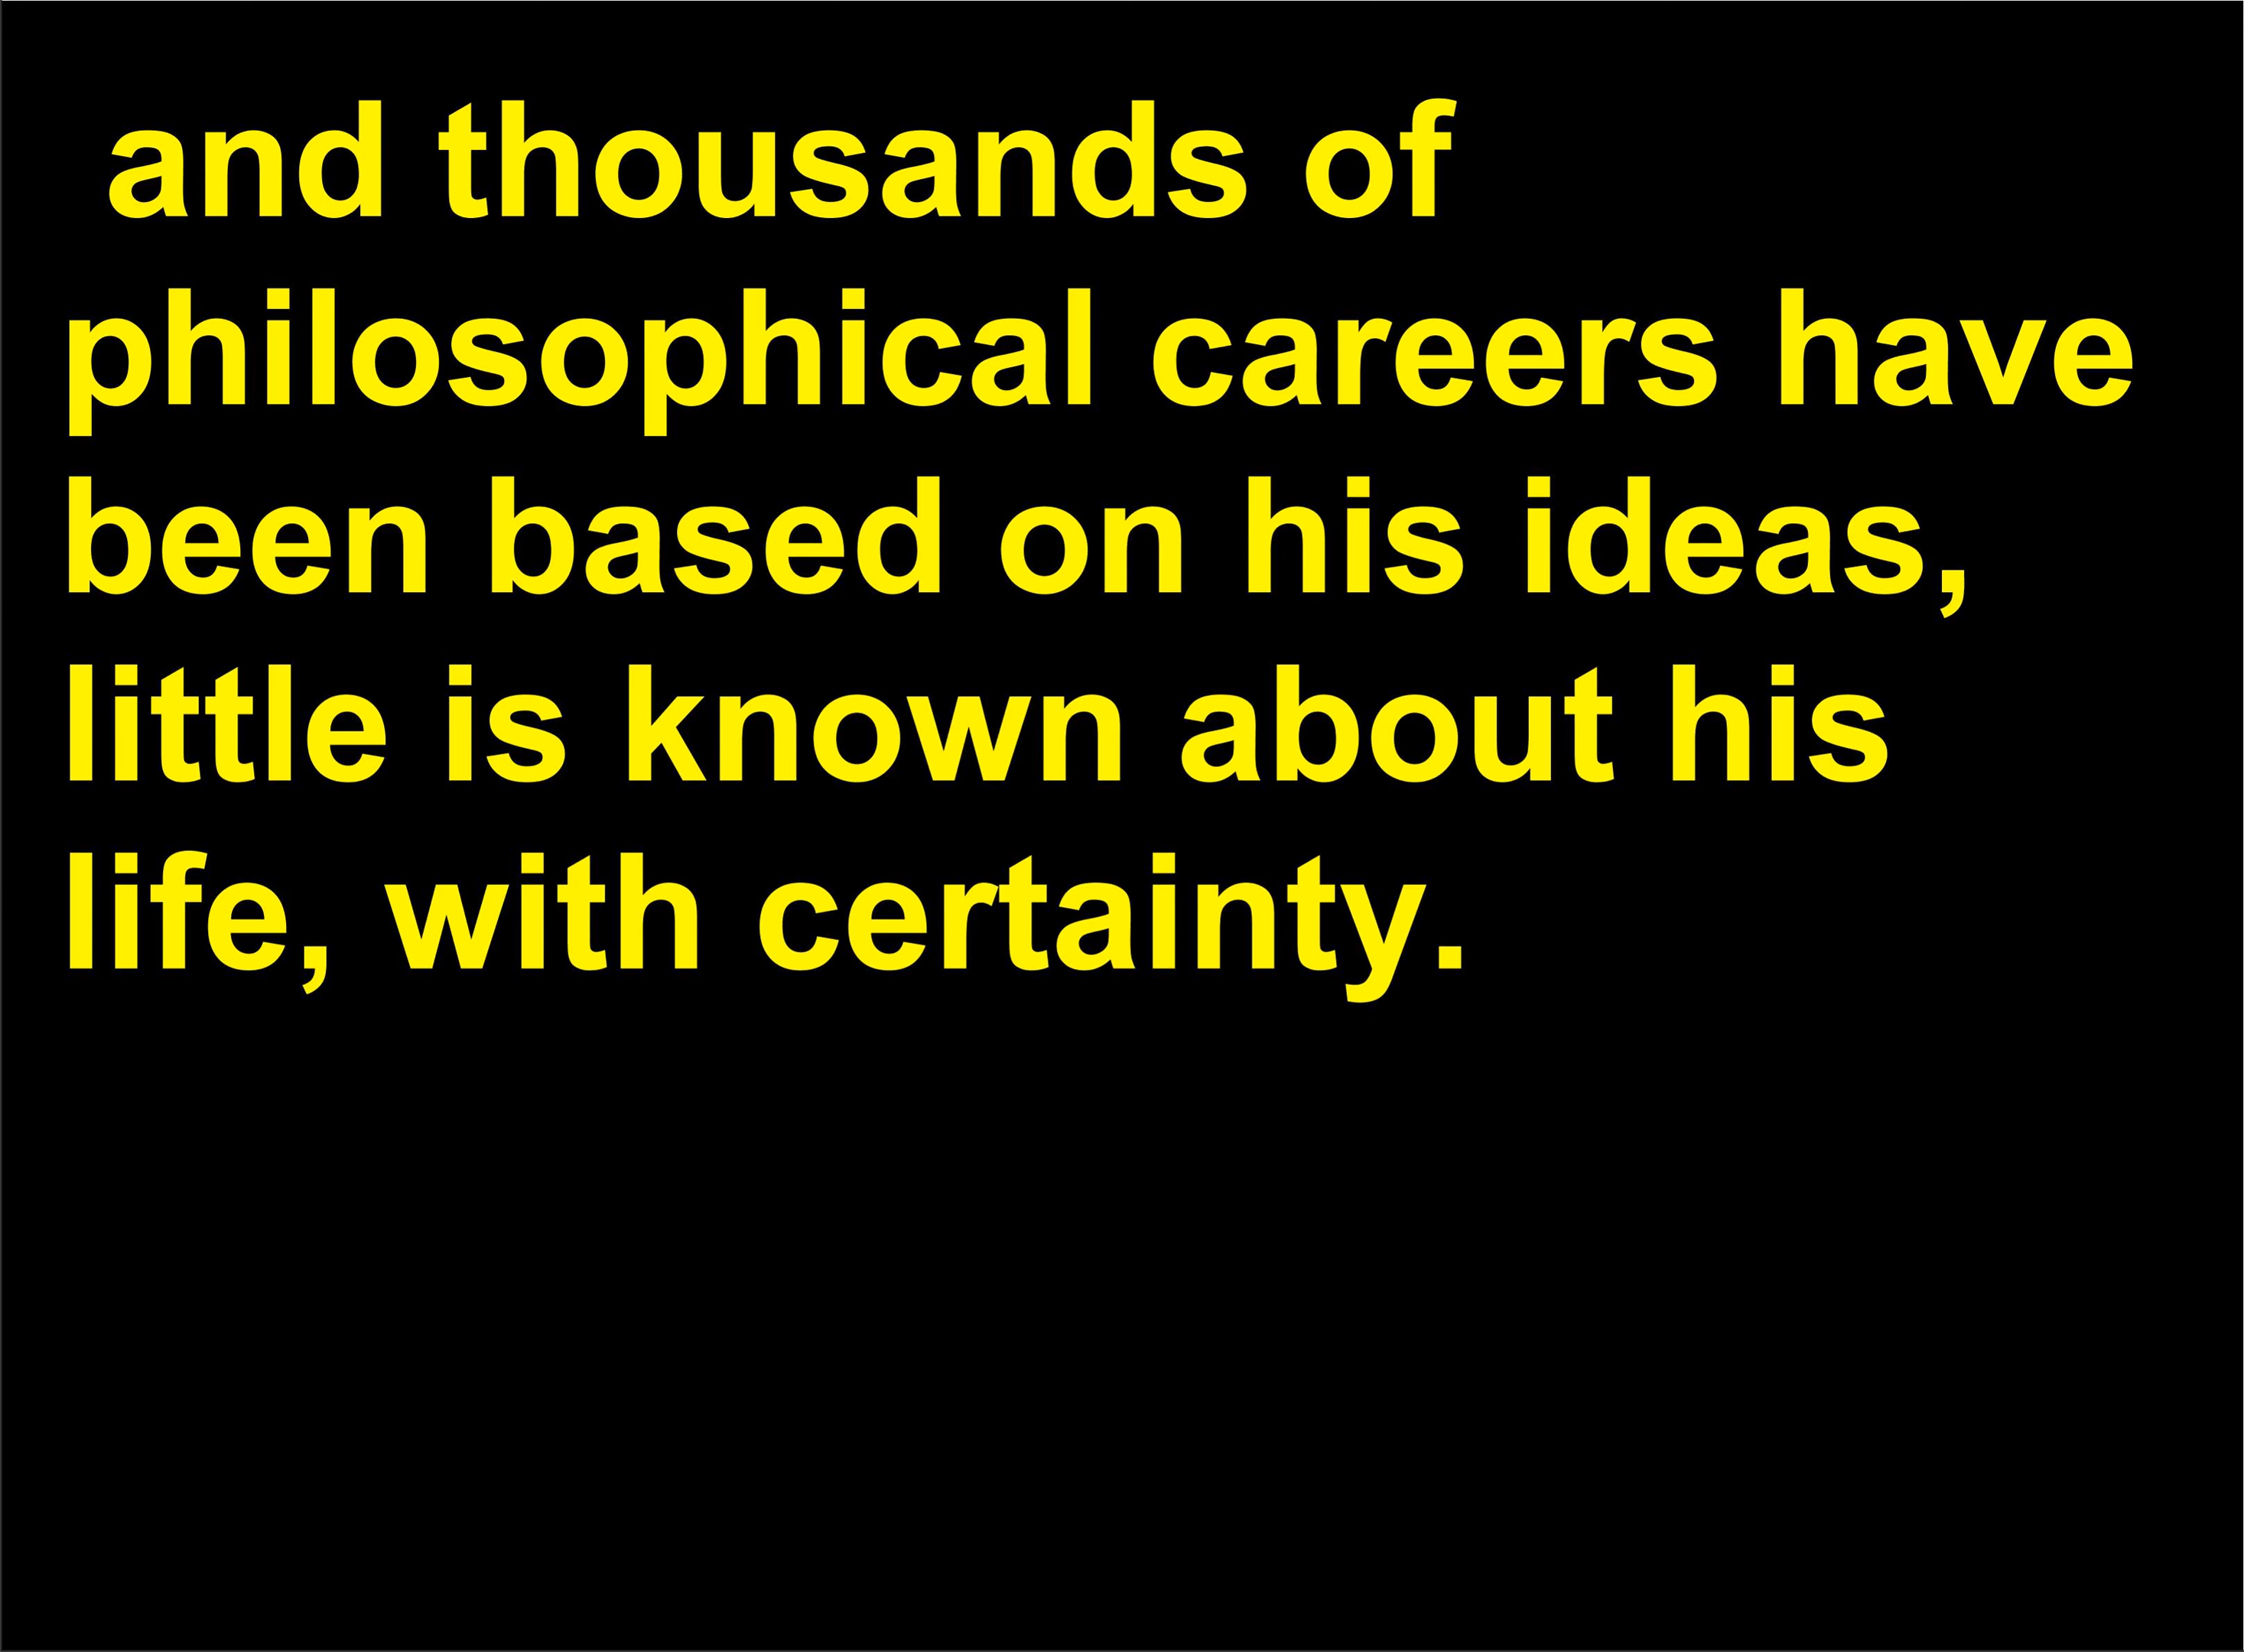 and thousands of
philosophical careers have
been based on his ideas,
little is known about his
life, with certainty.